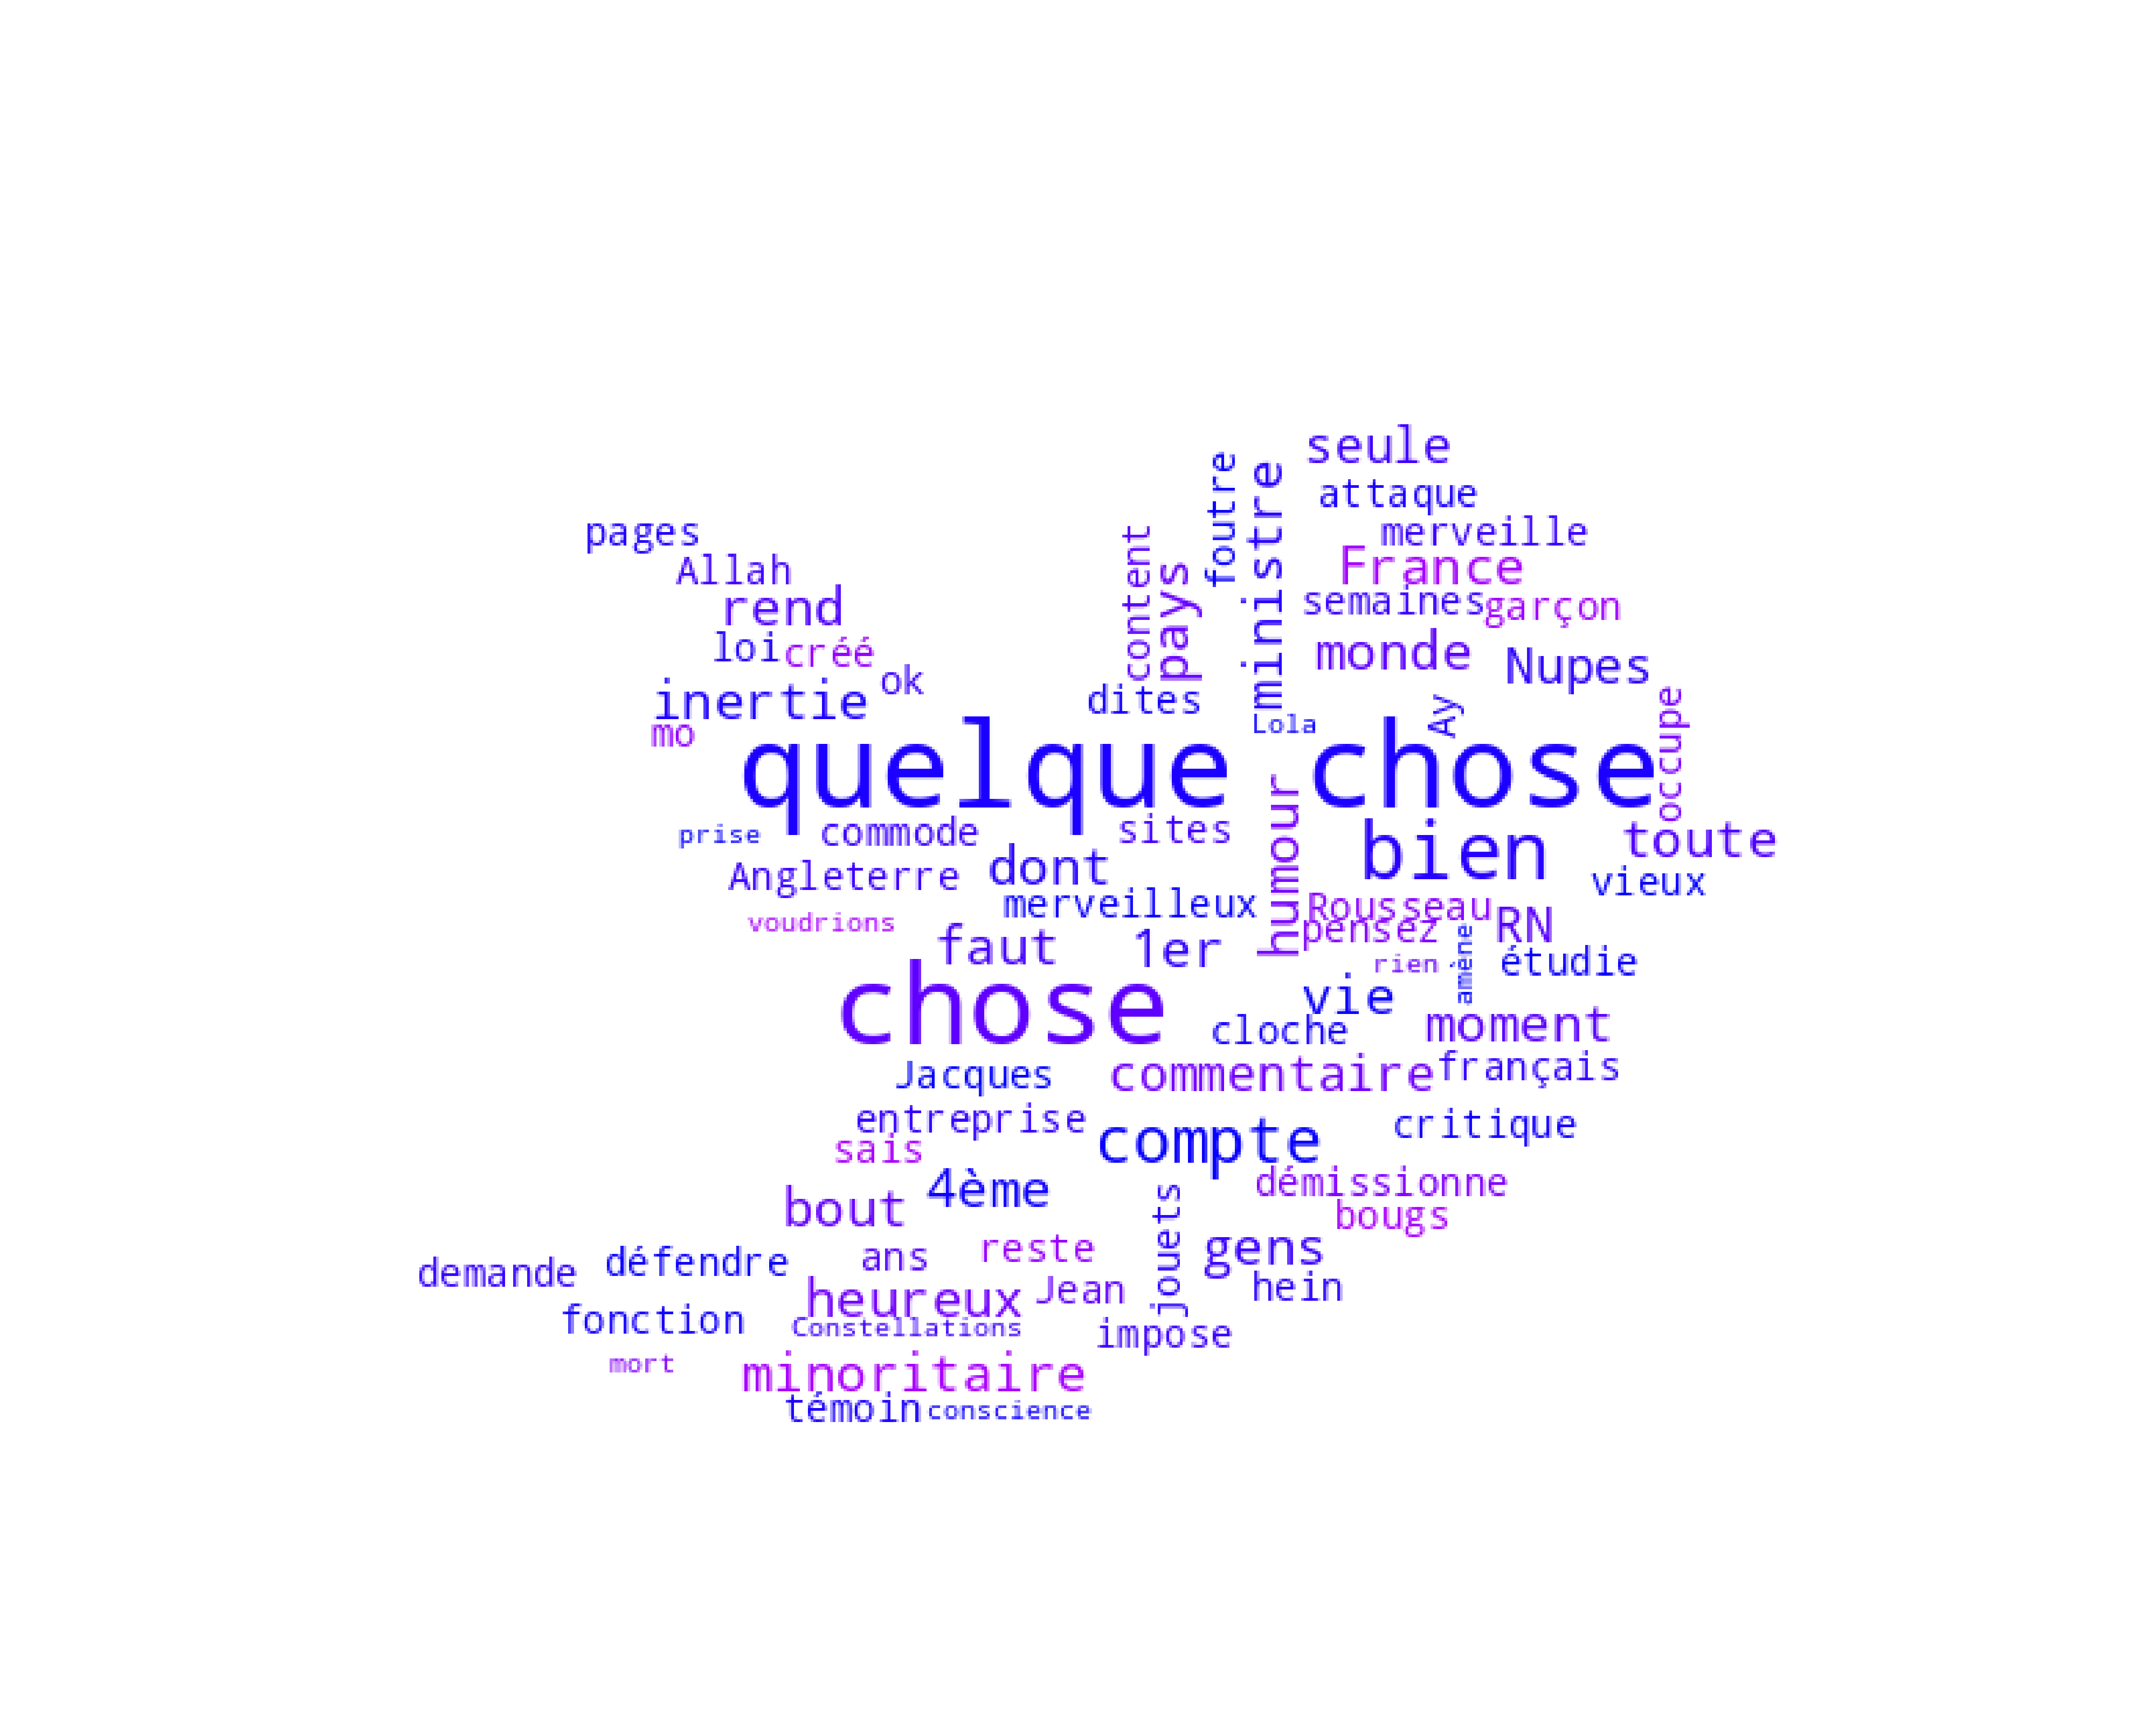 seule
foutre
ministre
attaque
pages
content
merveille
Allah
pays
France
rend
semaines
garçon
loi
créé
monde
Nupes
ok
inertie
dites
Ay
occupe
mo
Lola
quelque chose
prise
commode
sites
humour
bien
toute
Angleterre
dont
vieux
merveilleux
Rousseau
voudrions
pensez
RN
faut
1er
rien
amène
étudie
chose
vie
cloche
moment
Jacques
commentaire
français
entreprise
critique
sais
compte
4ème
démissionne
bout
jouets
bougs
demande
défendre
ans
reste
gens
heureux
Jean
hein
fonction
Constellations
impose
mort
minoritaire
témoin
conscience